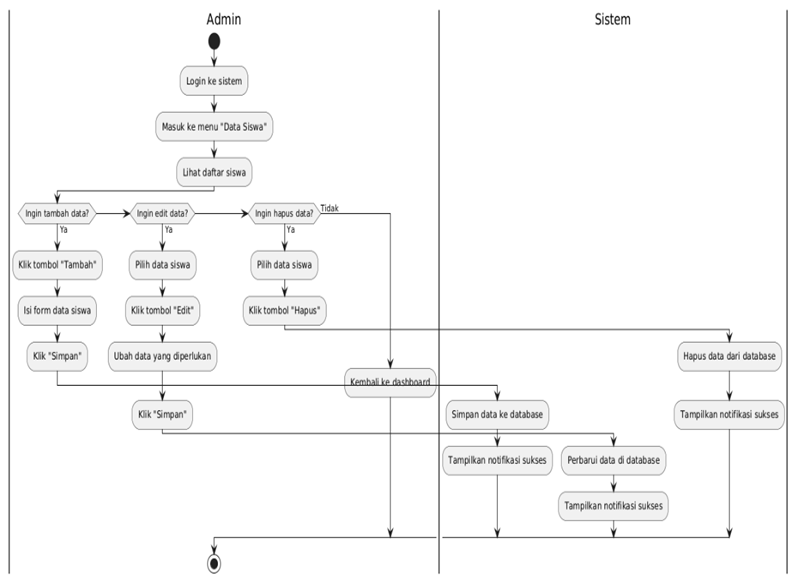 Admin
Sistem
Login ke sistem
Masuk ke menu "Data Siswa"
Lihat daftar siswa
Ingin tambah data?
Ingin edit data?
Ingin hapus data?
Tidak
Ya
Ya
Ya
Klik tombol "Tambah"
Pilih data siswa
Pilih data siswa
Isi form data siswa
Klik tombol "Edit"
Klik tombol "Hapus"
Klik "Simpan"
Ubah data yang diperlukan
Hapus data dari database
Kembali ke dashboard
Klik "Simpan"
Simpan data ke database
Tampilkan notifikasi sukses
Tampilkan notifikasi sukses
Perbarui data di database
Tampilkan notifikasi sukses